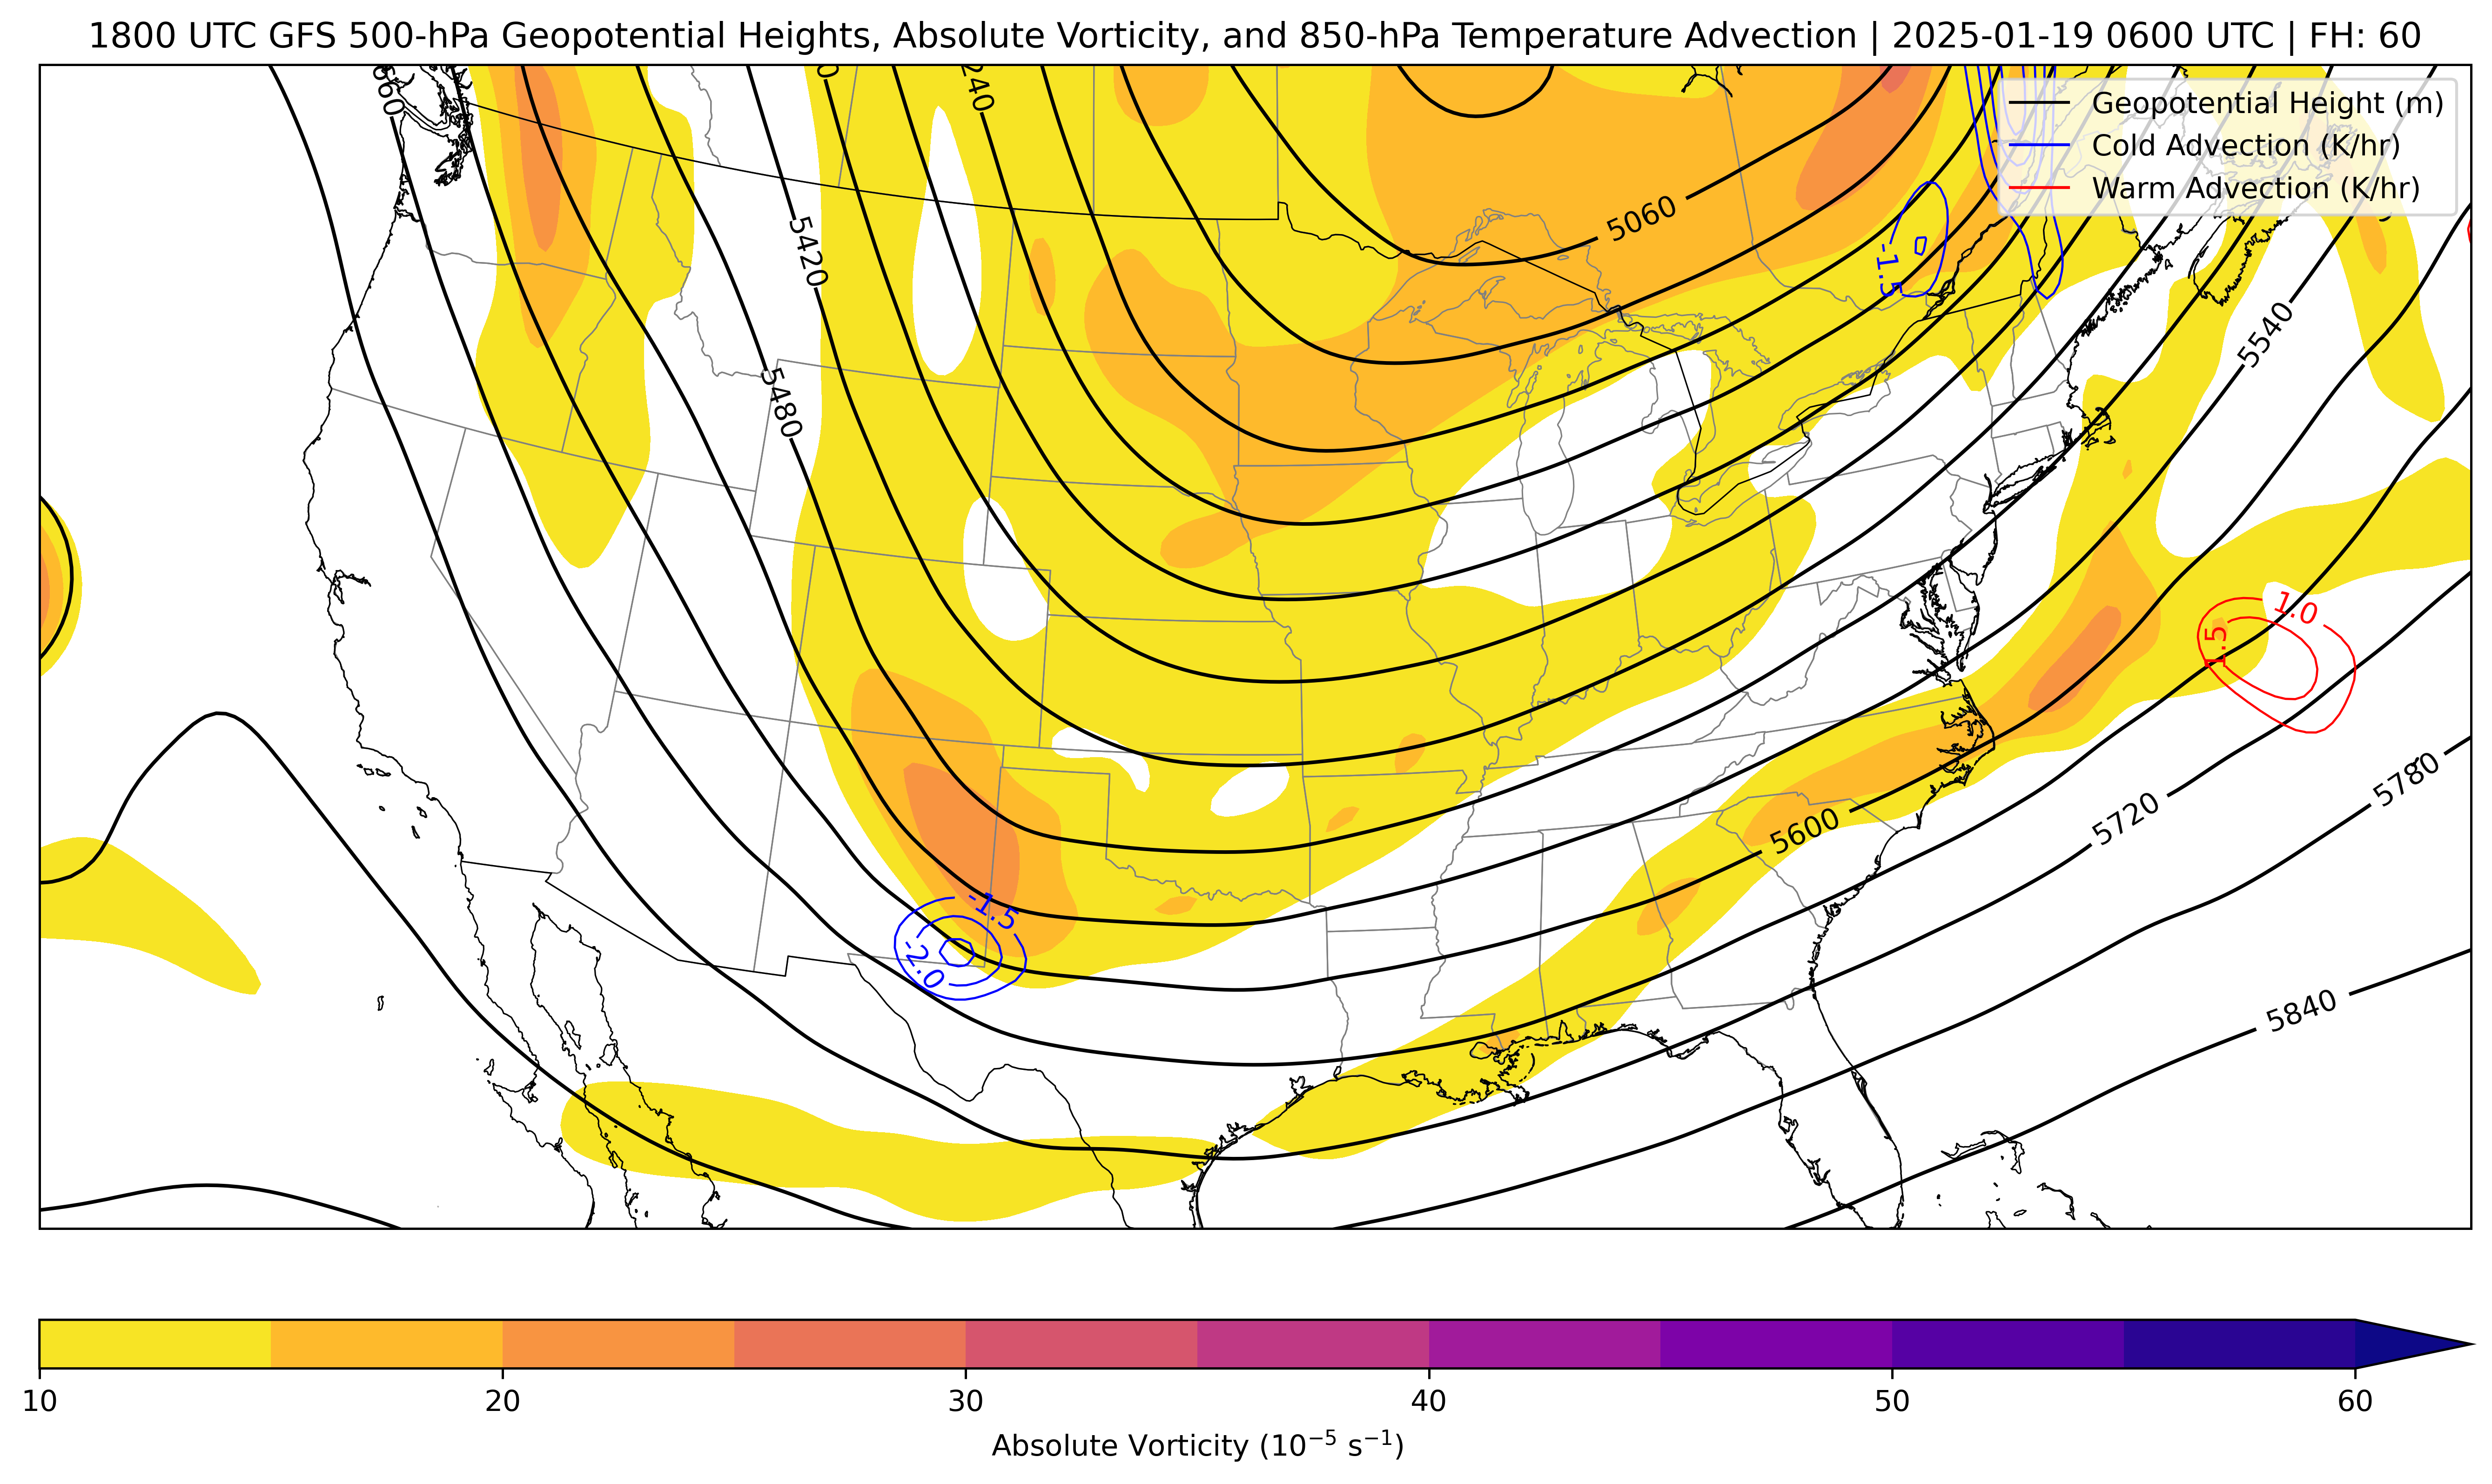 1800 UTC GFS 500-hPa Geopotential Heights, Absolute Vorticity, and 850-hPa Temperature Advection | 2025-01-19 0600 UTC | FH: 60
Geopotential Height (m)
Cold Advection (K/hr)
Warm Advection (K/hr)
5060
-1.5
5420
5540
5480
1.0
1.5
5780
5720
5600
-1.5
-2.0
5840
10 20 30 40 50 60
Absolute Vorticity (10⁻⁵ s⁻¹)